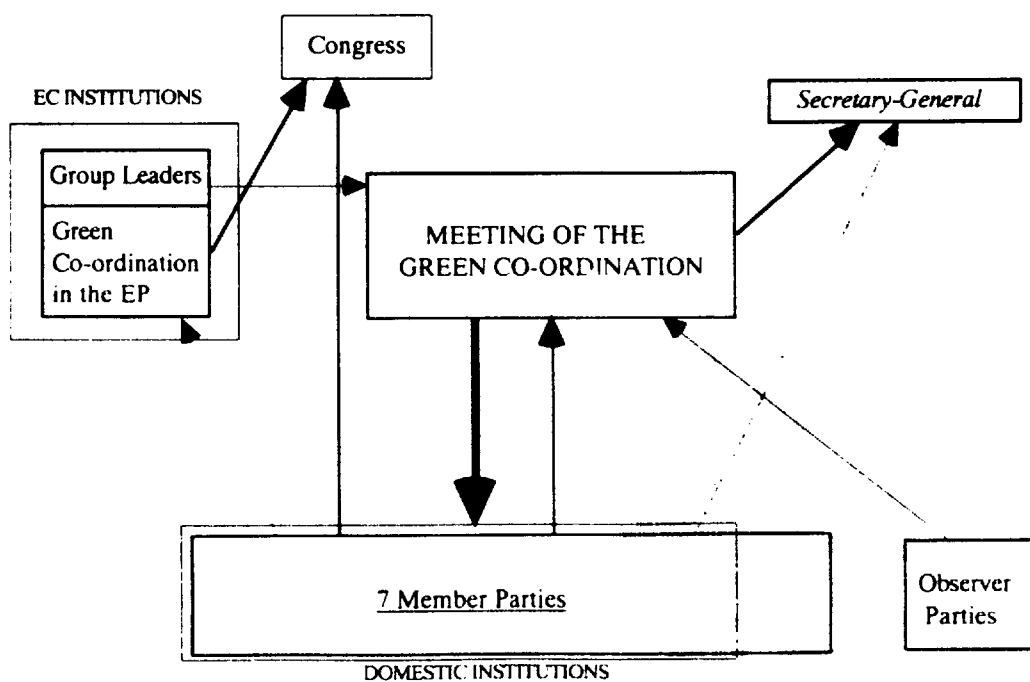 Congress
EC INSTITUTIONS
Secretary-General
Group Leaders
Green
Co-ordination
in the EP
MEETING OF THE
GREEN CO-ORDINATION
7 Member Parties
Observer
Parties
DOMESTIC INSTITUTIONS